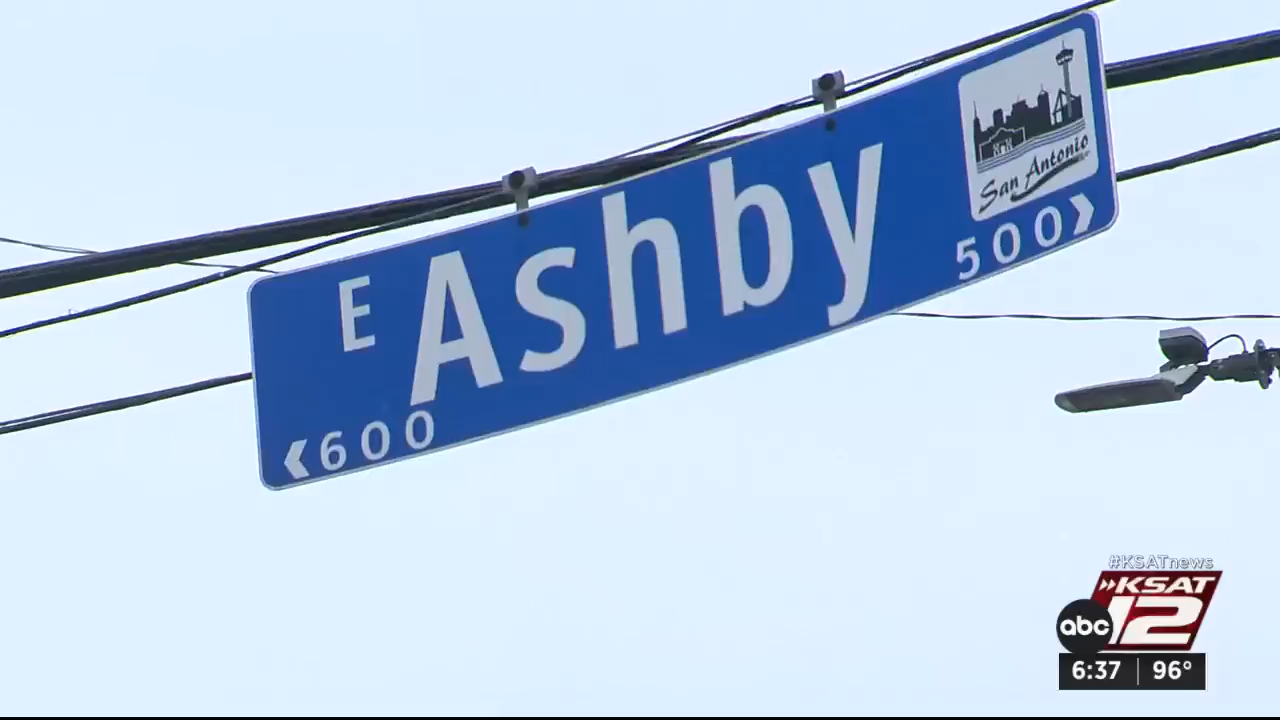 E Ashby
San Antonio
500 ❯
❮ 600
#KSATnews
KSAT
abc 12
6:37 | 96°